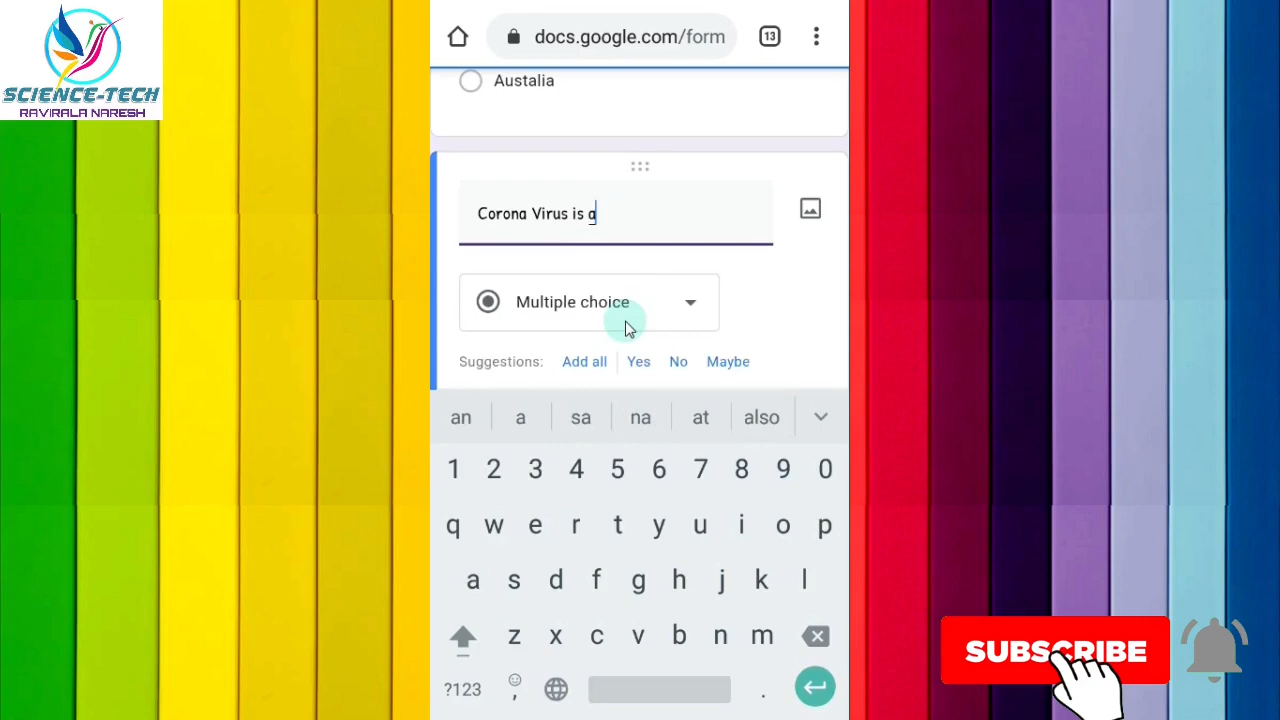 SCIENCE-TECH
RAVIRALA NARESH
docs.google.com/form
13
Austalia
Corona Virus is a
Multiple choice
Suggestions: Add all Yes No Maybe
an a sa na at also
1 2 3 4 5 6 7 8 9 0
q w e r t y u i o p
a s d f g h j k l
z x c v b n m
?123 , .
SUBSCRIBE